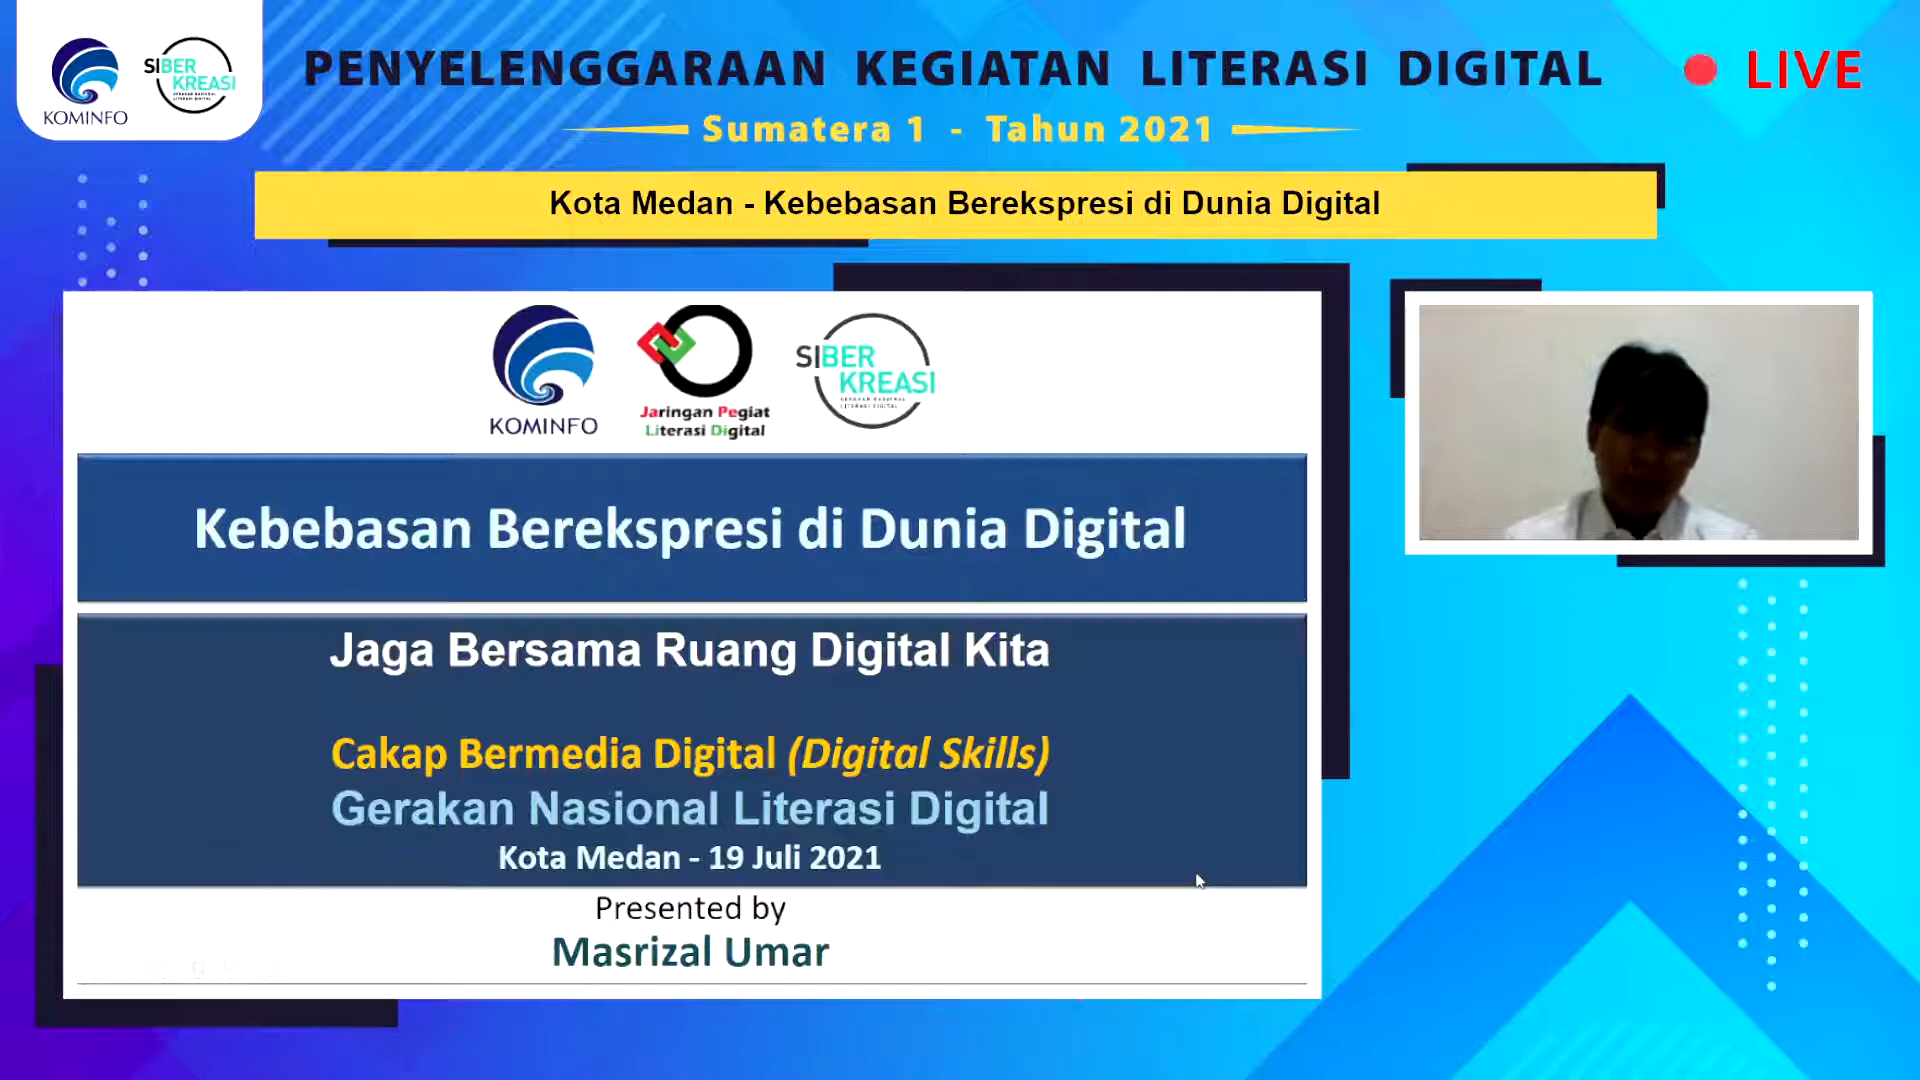 KOMINFO
SIBER
KREASI
PENYELENGGARAAN KEGIATAN LITERASI DIGITAL
LIVE
Sumatera 1 - Tahun 2021
Kota Medan - Kebebasan Berekspresi di Dunia Digital
KOMINFO
Jaringan Pegiat
Literasi Digital
SIBER
KREASI
Kebebasan Berekspresi di Dunia Digital
Jaga Bersama Ruang Digital Kita
Cakap Bermedia Digital (Digital Skills)
Gerakan Nasional Literasi Digital
Kota Medan - 19 Juli 2021
Presented by
Masrizal Umar